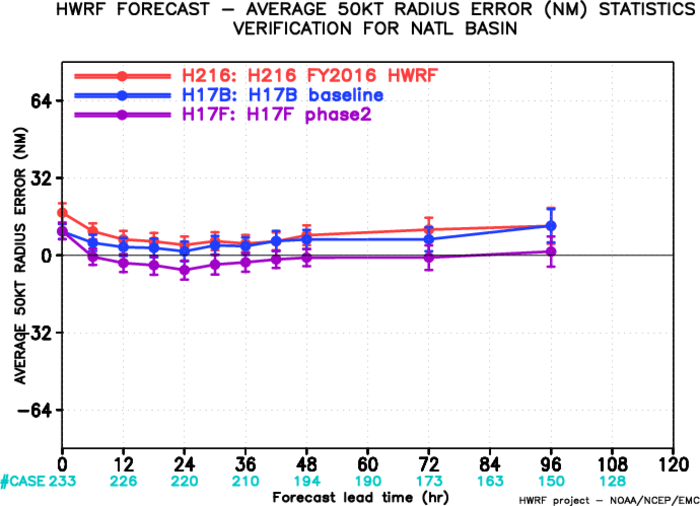 HWRF FORECAST – AVERAGE 50KT RADIUS ERROR (NM) STATISTICS
VERIFICATION FOR NATL BASIN
H216: H216 FY2016 HWRF
H17B: H17B baseline
H17F: H17F phase2
AVERAGE 50KT RADIUS ERROR (NM)
64
32
0
-32
-64
0 12 24 36 48 60 72 84 96 108 120
#CASE 233 226 220 210 194 190 173 163 150 128
Forecast lead time (hr)
HWRF project – NOAA/NCEP/EMC